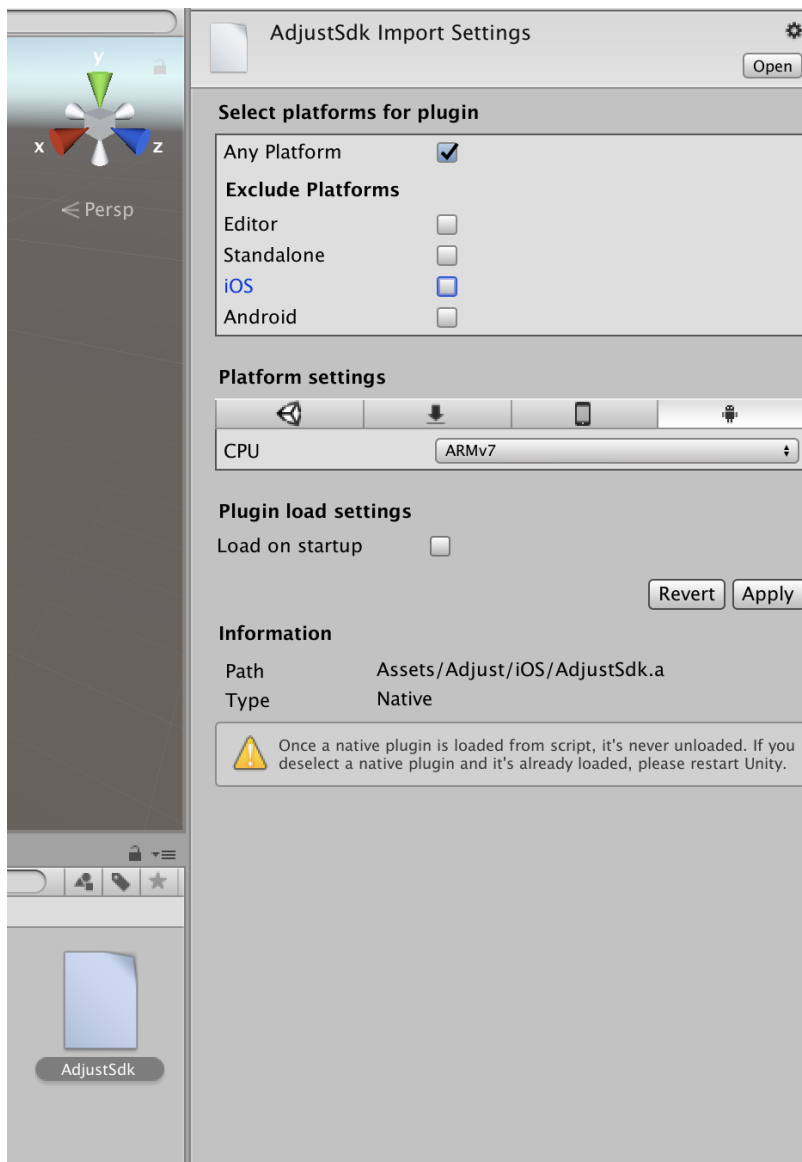 AdjustSdk Import Settings
Open
y
x
z
Persp
Select platforms for plugin
Any Platform
Exclude Platforms
Editor
Standalone
iOS
Android
Platform settings
CPU ARMv7
Plugin load settings
Load on startup
Revert Apply
Information
Path Assets/Adjust/iOS/AdjustSdk.a
Type Native
Once a native plugin is loaded from script, it's never unloaded. If you
deselect a native plugin and it's already loaded, please restart Unity.
AdjustSdk